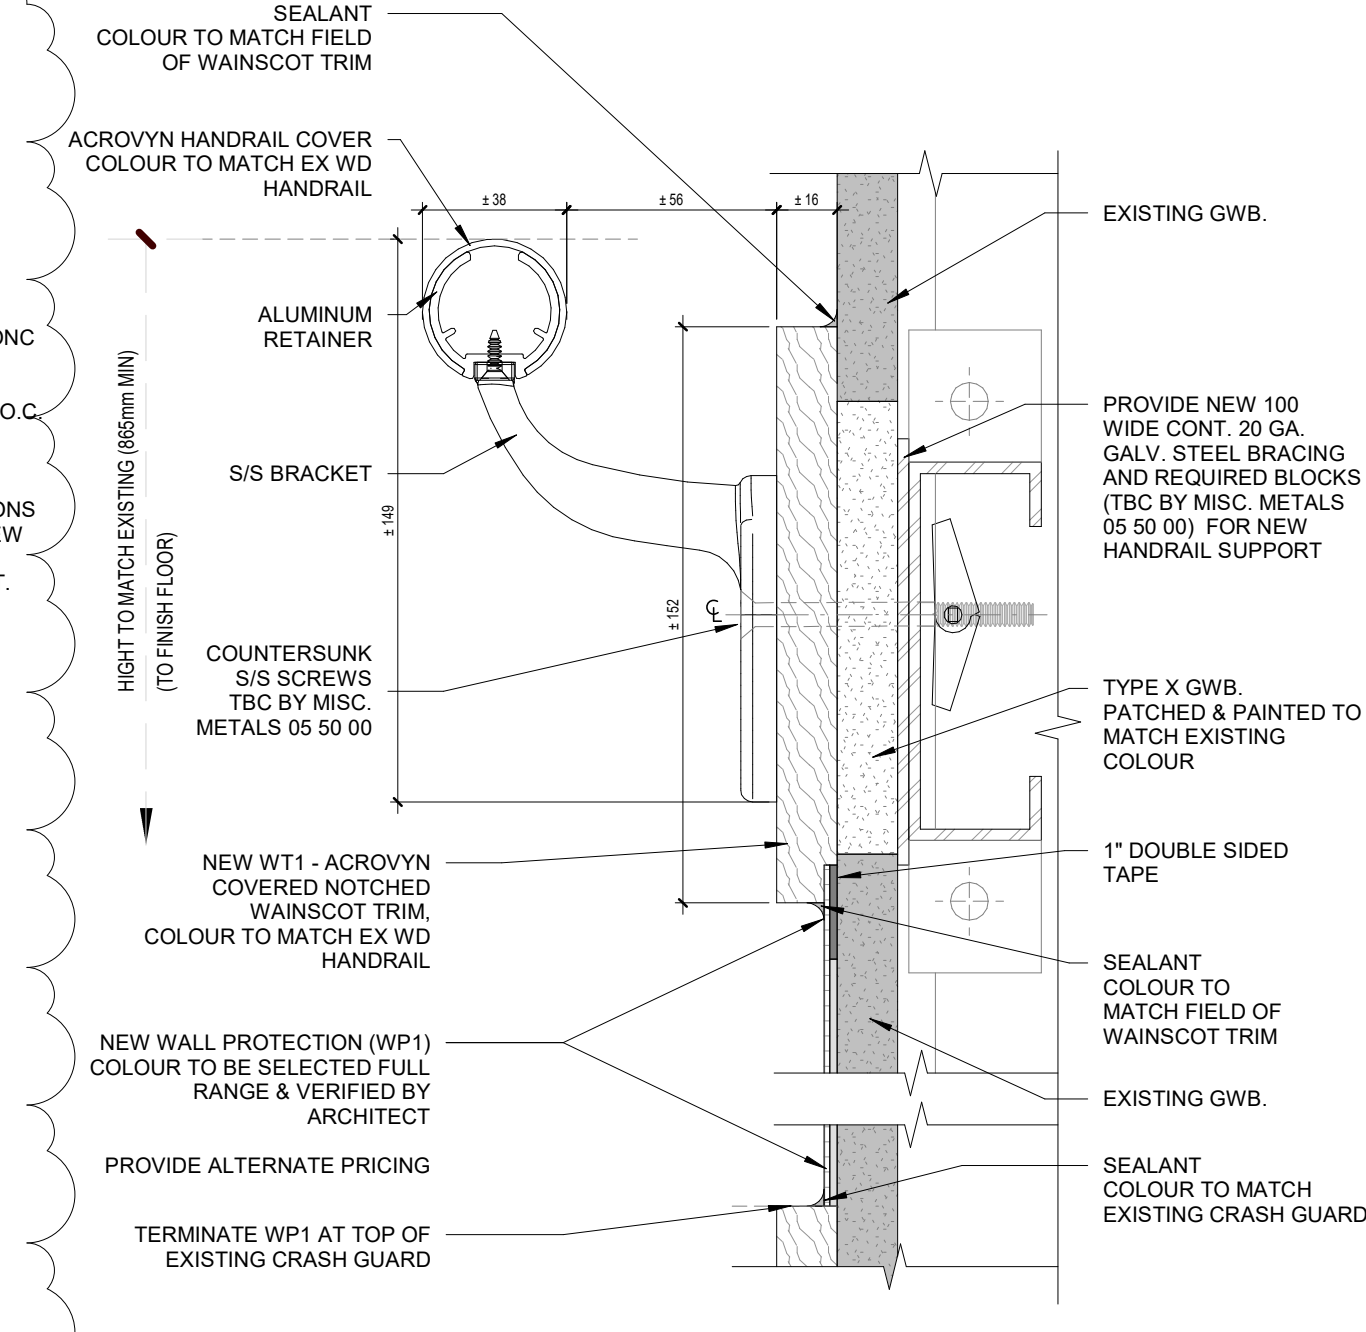 SEALANT
COLOUR TO MATCH FIELD
OF WAINSCOT TRIM
ACROVYN HANDRAIL COVER
COLOUR TO MATCH EX WD
HANDRAIL
± 38
± 56
± 16
EXISTING GWB.
ALUMINUM
RETAINER
ONC
O.C.
ONS
EW
T.
HIGHT TO MATCH EXISTING (865mm MIN)
(TO FINISH FLOOR)
S/S BRACKET
± 149
± 152
℄
PROVIDE NEW 100
WIDE CONT. 20 GA.
GALV. STEEL BRACING
AND REQUIRED BLOCKS
(TBC BY MISC. METALS
05 50 00) FOR NEW
HANDRAIL SUPPORT
COUNTERSUNK
S/S SCREWS
TBC BY MISC.
METALS 05 50 00
TYPE X GWB.
PATCHED & PAINTED TO
MATCH EXISTING
COLOUR
NEW WT1 - ACROVYN
COVERED NOTCHED
WAINSCOT TRIM,
COLOUR TO MATCH EX WD
HANDRAIL
1" DOUBLE SIDED
TAPE
SEALANT
COLOUR TO
MATCH FIELD OF
WAINSCOT TRIM
NEW WALL PROTECTION (WP1)
COLOUR TO BE SELECTED FULL
RANGE & VERIFIED BY
ARCHITECT
EXISTING GWB.
PROVIDE ALTERNATE PRICING
SEALANT
COLOUR TO MATCH
EXISTING CRASH GUARD
TERMINATE WP1 AT TOP OF
EXISTING CRASH GUARD